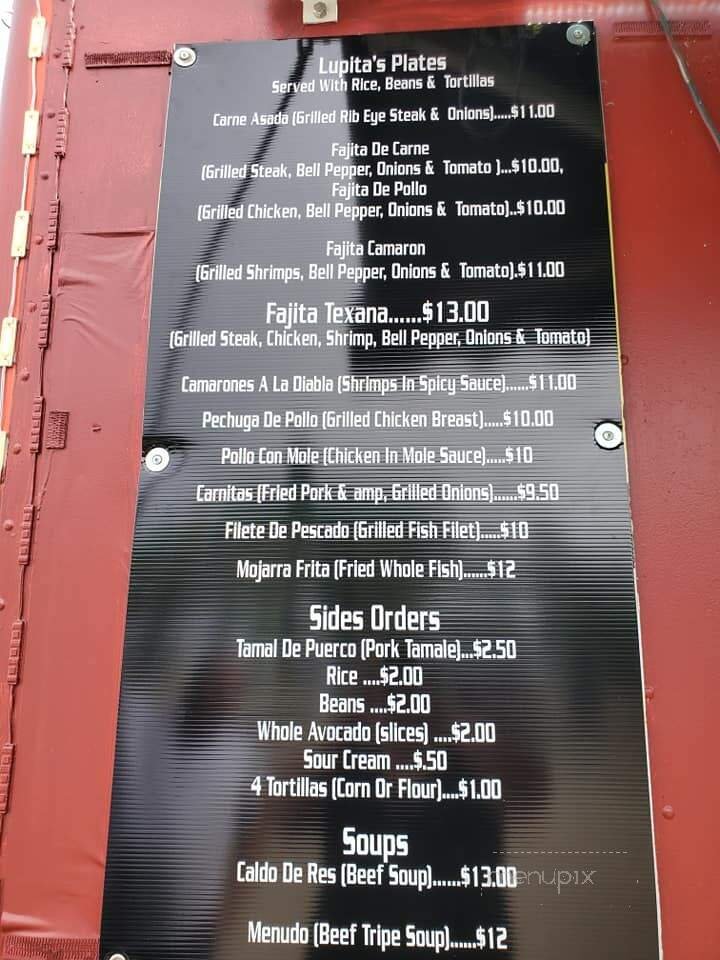 Lupita's Plates
Served With Rice, Beans & Tortillas
Carne Asada (Grilled Rib Eye Steak & Onions).....$11.00
Fajita De Carne
(Grilled Steak, Bell Pepper, Onions & Tomato )...$10.00,
Fajita De Pollo
(Grilled Chicken, Bell Pepper, Onions & Tomato)..$10.00
Fajita Camaron
(Grilled Shrimps, Bell Pepper, Onions & Tomato).$11.00
Fajita Texana......$13.00
(Grilled Steak, Chicken, Shrimp, Bell Pepper, Onions & Tomato)
Camarones A La Diabla (Shrimps In Spicy Sauce)......$11.00
Pechuga De Pollo (Grilled Chicken Breast).....$10.00
Pollo Con Mole (Chicken In Mole Sauce).....$10
Carnitas (Fried Pork & amp, Grilled Onions)......$9.50
Filete De Pescado (Grilled Fish Filet).....$10
Mojarra Frita (Fried Whole Fish)......$12
Sides Orders
Tamal De Puerco (Pork Tamale)...$2.50
Rice ....$2.00
Beans ....$2.00
Whole Avocado (slices) ....$2.00
Sour Cream ....$.50
4 Tortillas (Corn Or Flour)....$1.00
Soups
Caldo De Res (Beef Soup)......$13.00
menupix
Menudo (Beef Tripe Soup)......$12